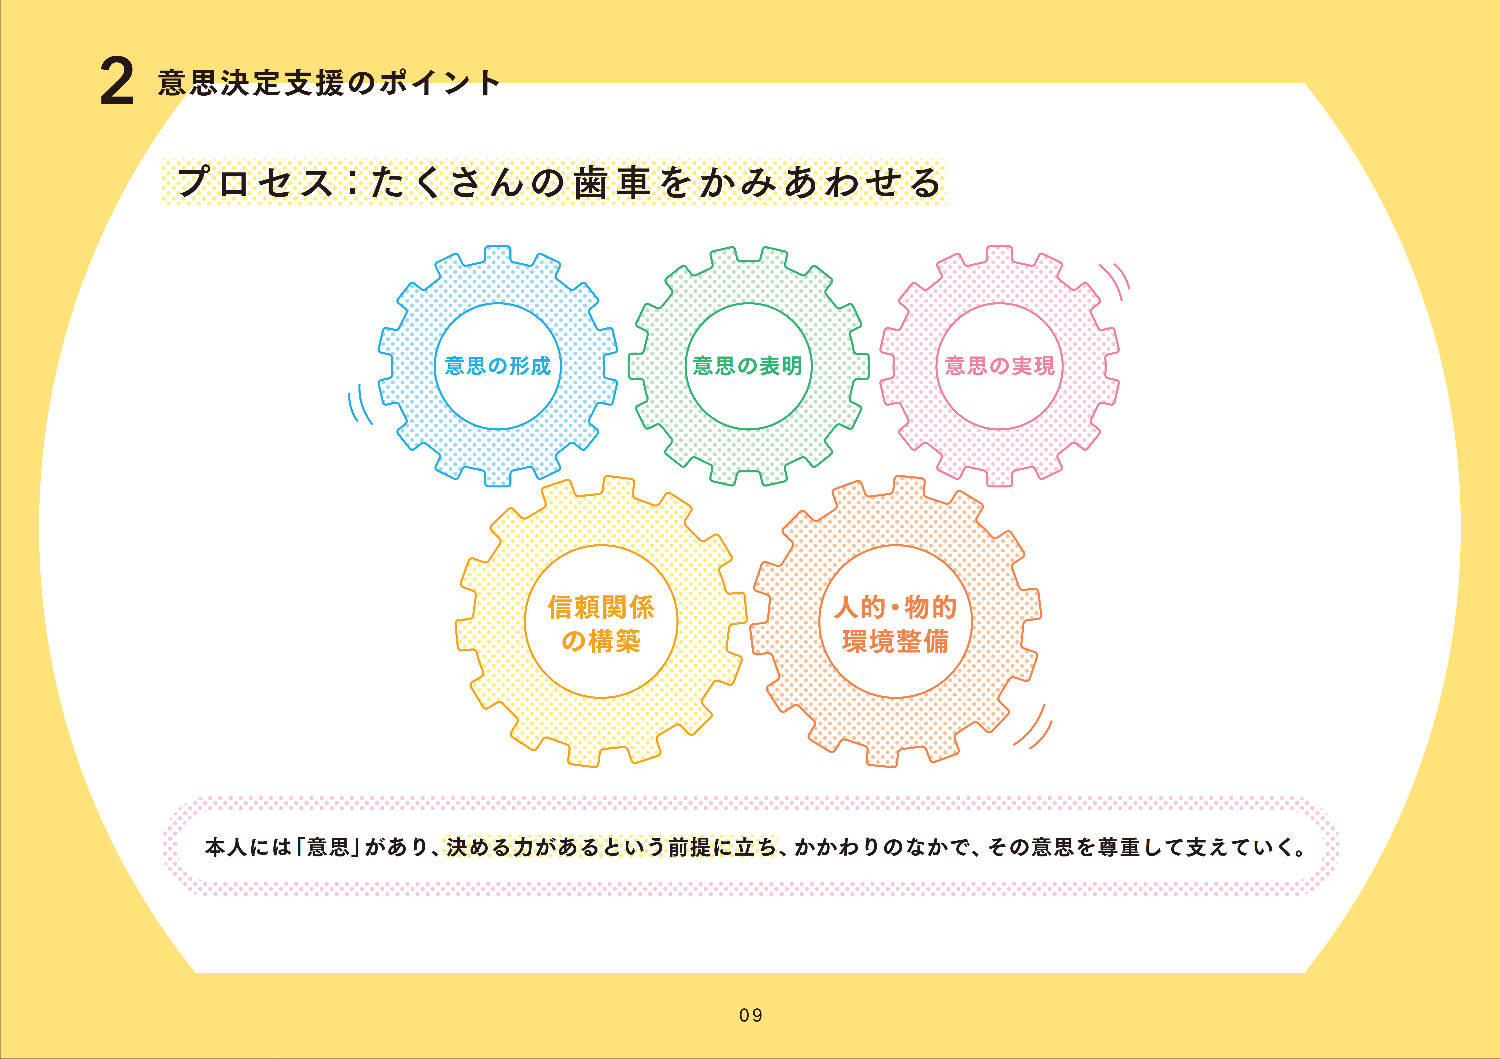 2 意思決定支援のポイント
プロセス：たくさんの歯車をかみあわせる
意思の形成
意思の表明
意思の実現
信頼関係
の構築
人的・物的
環境整備
本人には「意思」があり、決める力があるという前提に立ち、かかわりのなかで、その意思を尊重して支えていく。
09